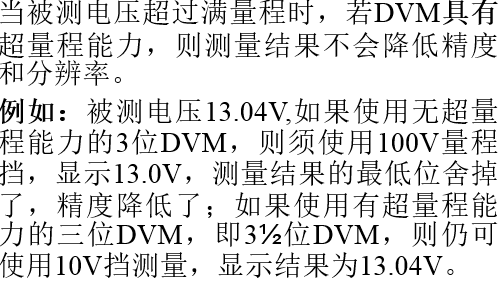 当被测电压超过满量程时，若DVM具有
超量程能力，则测量结果不会降低精度
和分辨率。
例如：被测电压13.04V,如果使用无超量
程能力的3位DVM，则须使用100V量程
挡，显示13.0V，测量结果的最低位舍掉
了，精度降低了；如果使用有超量程能
力的三位DVM，即3½位DVM，则仍可
使用10V挡测量，显示结果为13.04V。